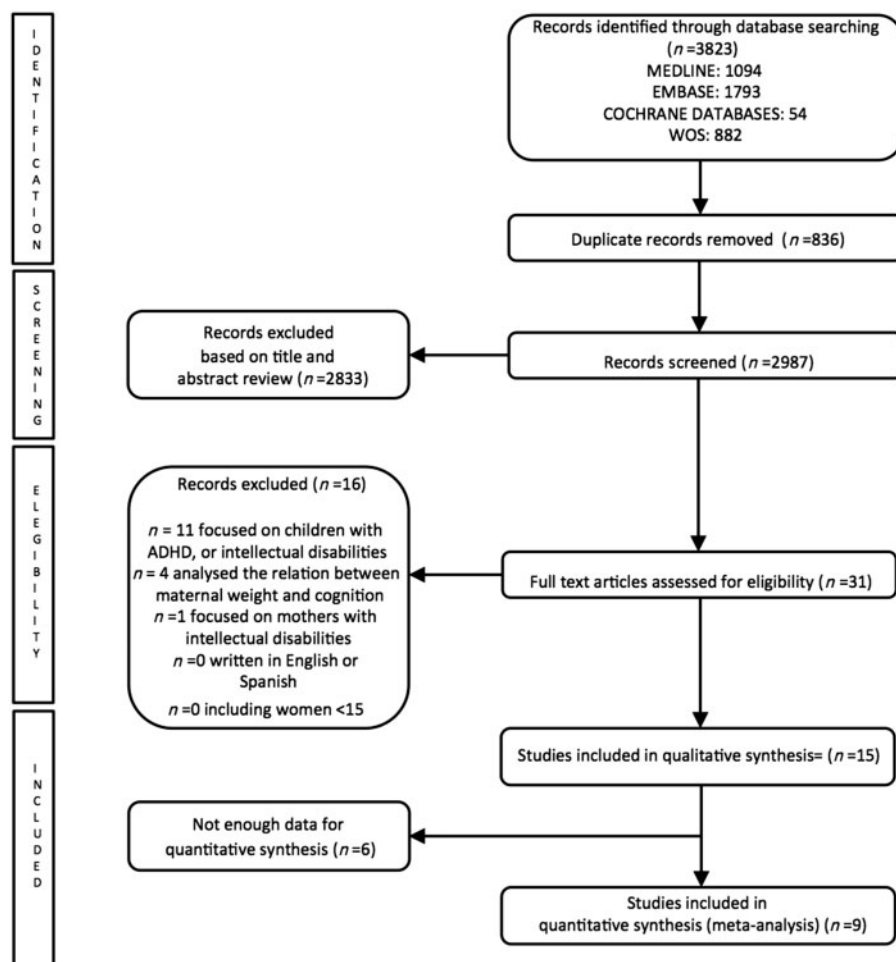 IDENTIFICATION
Records identified through database searching
(n =3823)
MEDLINE: 1094
EMBASE: 1793
COCHRANE DATABASES: 54
WOS: 882
Duplicate records removed (n =836)
SCREENING
Records excluded
based on title and
abstract review (n =2833)
Records screened (n =2987)
ELEGIBILITY
Records excluded (n =16)
n = 11 focused on children with
ADHD, or intellectual disabilities
n = 4 analysed the relation between
maternal weight and cognition
n =1 focused on mothers with
intellectual disabilities
n =0 written in English or
Spanish
n =0 including women <15
Full text articles assessed for eligibility (n =31)
INCLUDED
Studies included in qualitative synthesis= (n =15)
Not enough data for
quantitative synthesis (n =6)
Studies included in
quantitative synthesis (meta-analysis) (n =9)